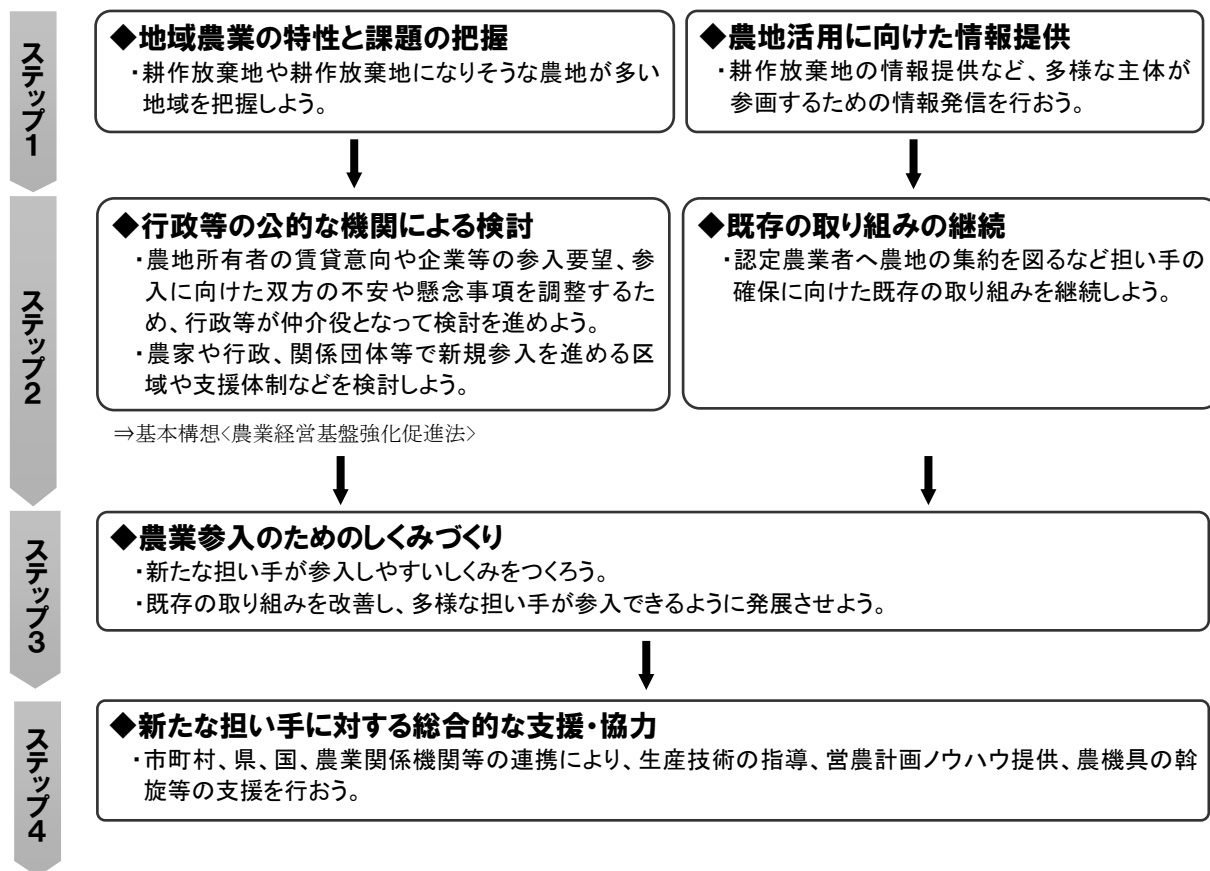 ステップ1
◆地域農業の特性と課題の把握
・耕作放棄地や耕作放棄地になりそうな農地が多い
地域を把握しよう。
◆農地活用に向けた情報提供
・耕作放棄地の情報提供など、多様な主体が
参画するための情報発信を行おう。
ステップ2
◆行政等の公的な機関による検討
・農地所有者の賃貸意向や企業等の参入要望、参
入に向けた双方の不安や懸念事項を調整するた
め、行政等が仲介役となって検討を進めよう。
・農家や行政、関係団体等で新規参入を進める区
域や支援体制などを検討しよう。
⇒基本構想<農業経営基盤強化促進法>
◆既存の取り組みの継続
・認定農業者へ農地の集約を図るなど担い手の
確保に向けた既存の取り組みを継続しよう。
ステップ3
◆農業参入のためのしくみづくり
・新たな担い手が参入しやすいしくみをつくろう。
・既存の取り組みを改善し、多様な担い手が参入できるように発展させよう。
ステップ4
◆新たな担い手に対する総合的な支援・協力
・市町村、県、国、農業関係機関等の連携により、生産技術の指導、営農計画ノウハウ提供、農機具の斡
旋等の支援を行おう。